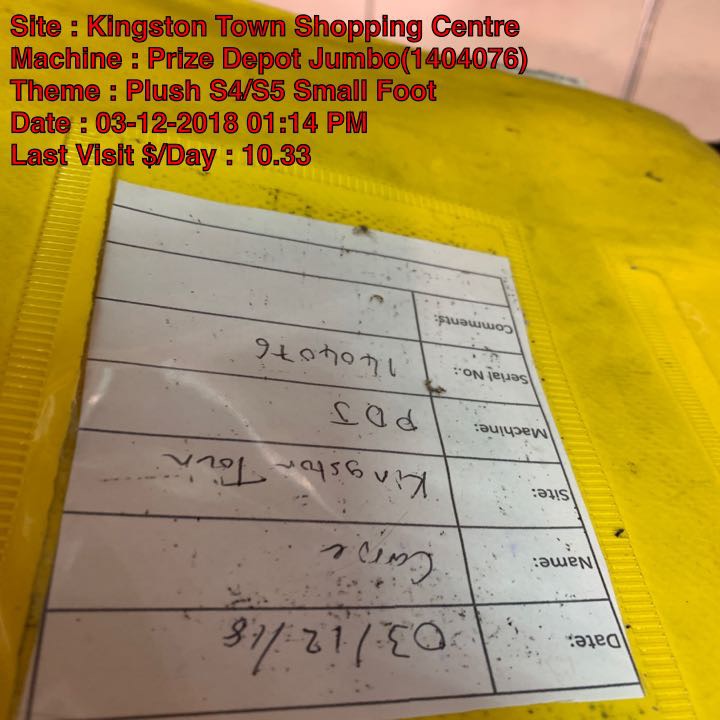 Site : Kingston Town Shopping Centre
Machine : Prize Depot Jumbo(1404076)
Theme : Plush S4/S5 Small Foot
Date : 03-12-2018 01:14 PM
Last Visit $/Day : 10.33
Date: 03/12/18
Name:
Site: Kingston Town
Machine: PDJ
Serial No.: 1404076
Comments: